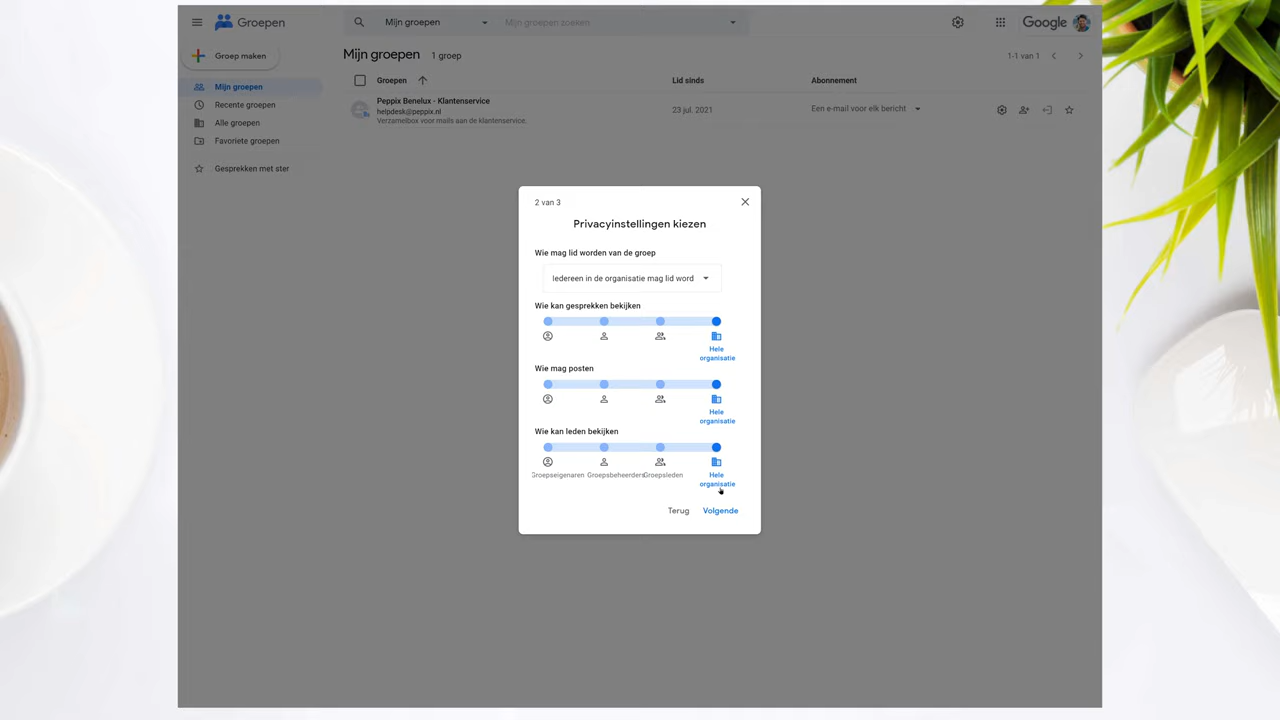 Groepen
Mijn groepen
Mijn groepen zoeken
Google
Groep maken
Mijn groepen 1 groep
1-1 van 1
Mijn groepen
Recente groepen
Alle groepen
Favoriete groepen
Gesprekken met ster
Groepen
Lid sinds
Abonnement
Peppix Benelux - Klantenservice
helpdesk@peppix.nl
Verzamelbox voor mails aan de klantenservice.
23 jul. 2021
Een e-mail voor elk bericht
2 van 3
Privacyinstellingen kiezen
Wie mag lid worden van de groep
Iedereen in de organisatie mag lid word
Wie kan gesprekken bekijken
Hele
organisatie
Wie mag posten
Hele
organisatie
Wie kan leden bekijken
Groepseigenaren Groepsbeheerders Groepsleden Hele
organisatie
Terug Volgende